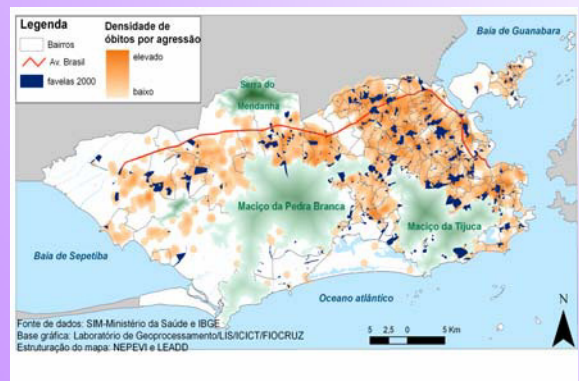 Legenda
Bairros
Av. Brasil
favelas 2000
Densidade de
óbitos por agressão
elevado
baixo
Baia de Guanabara
Serra do
Mendanha
Maciço da Pedra Branca
Maciço da Tijuca
Baia de Sepetiba
Oceano atlântico
N
Fonte de dados: SIM-Ministério da Saúde e IBGE
Base gráfica: Laboratório de Geoprocessamento/LIS/ICICT/FIOCRUZ
Estruturação do mapa: NEPEVI e LEADD
5 2,5 0 5 Km